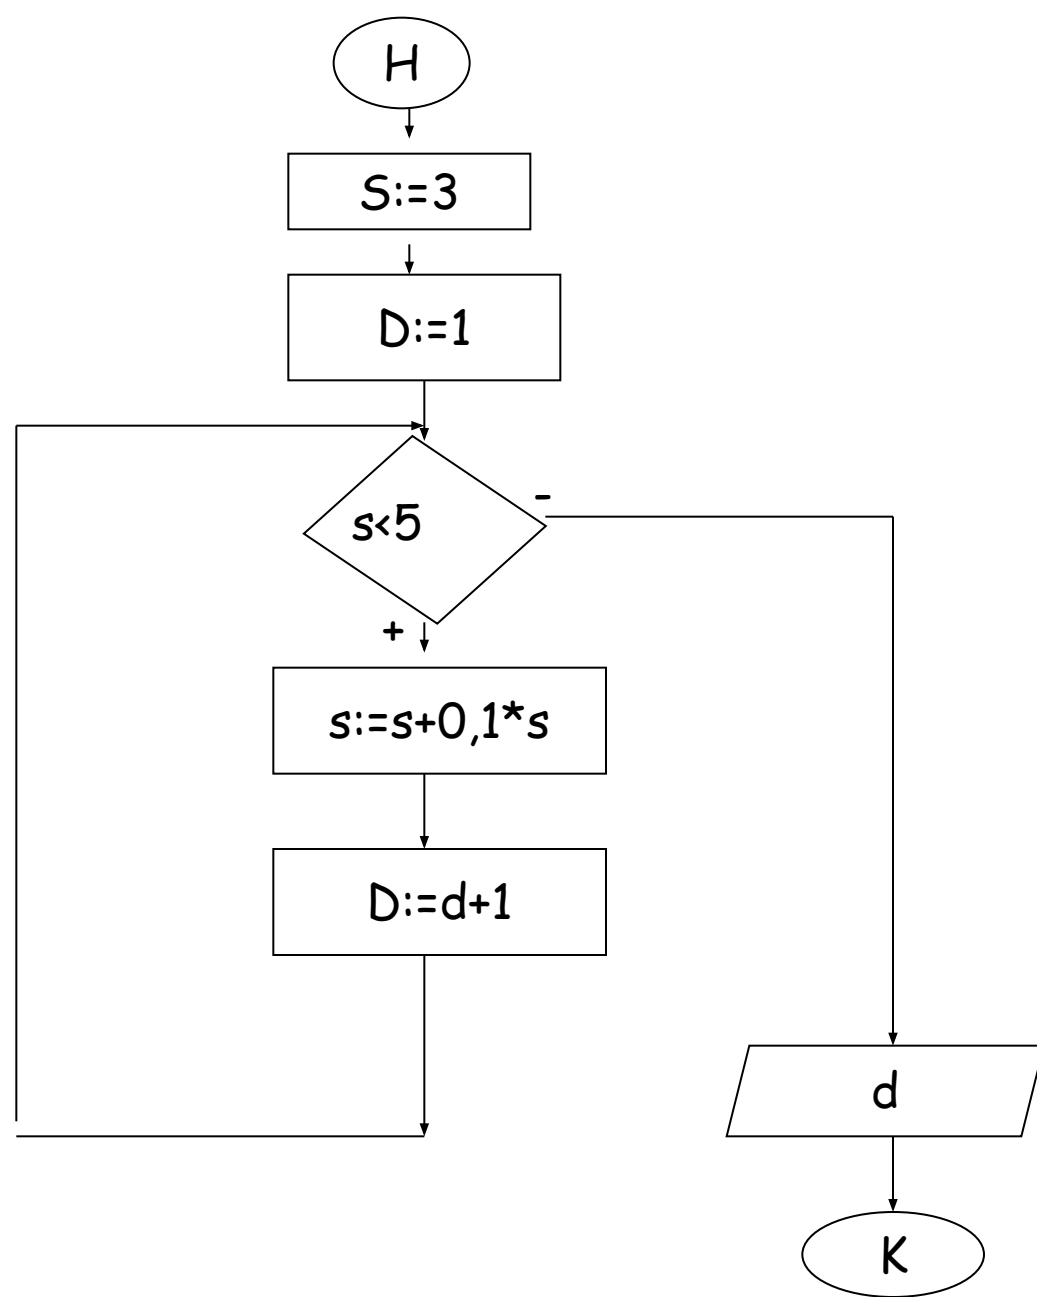 Н
S:=3
D:=1
s<5
-
+
s:=s+0,1*s
D:=d+1
d
К